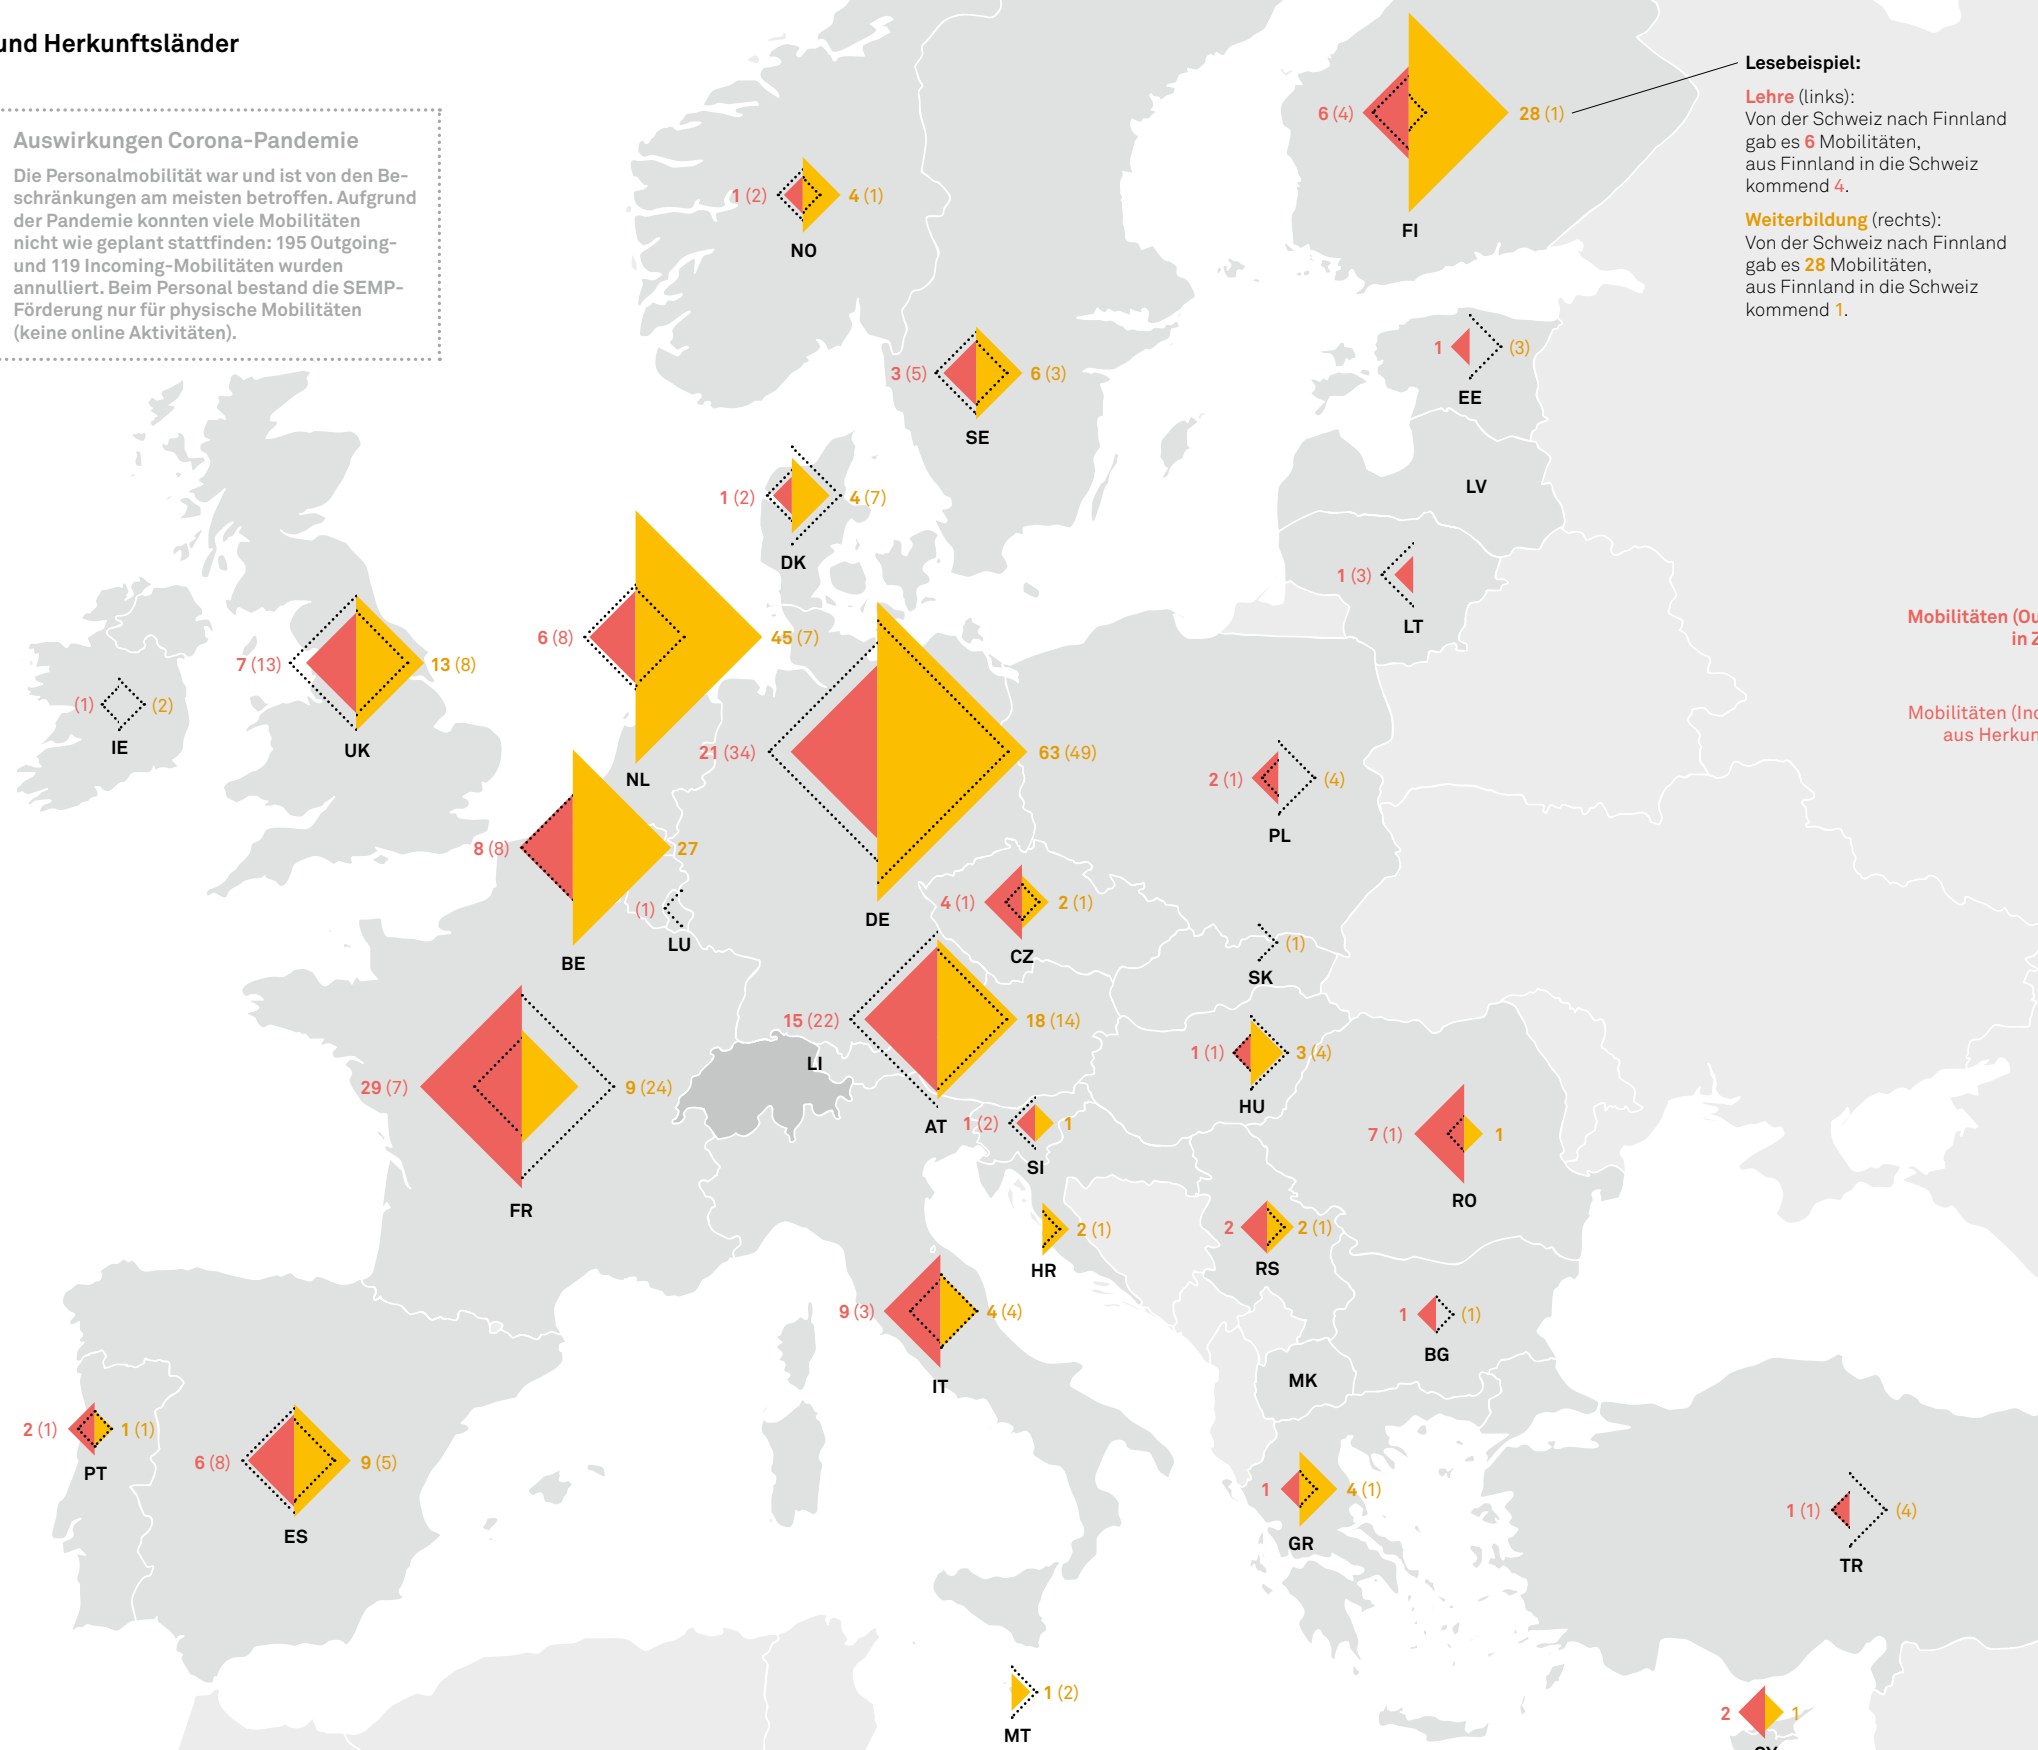 und Herkunftsländer
Auswirkungen Corona-Pandemie
Die Personalmobilität war und ist von den Be-
schränkungen am meisten betroffen. Aufgrund
der Pandemie konnten viele Mobilitäten
nicht wie geplant stattfinden: 195 Outgoing-
und 119 Incoming-Mobilitäten wurden
annulliert. Beim Personal bestand die SEMP-
Förderung nur für physische Mobilitäten
(keine online Aktivitäten).
Lesebeispiel:
Lehre (links):
Von der Schweiz nach Finnland
gab es 6 Mobilitäten,
aus Finnland in die Schweiz
kommend 4.
Weiterbildung (rechts):
Von der Schweiz nach Finnland
gab es 28 Mobilitäten,
aus Finnland in die Schweiz
kommend 1.
6 (4) 28 (1)
FI
1 (2) 4 (1)
NO
1 (3)
EE
3 (5) 6 (3)
SE
LV
1 (2) 4 (7)
DK
1 (3)
LT
6 (8) 45 (7)
NL
7 (13) 13 (8)
UK
(1) (2)
IE
Mobilitäten (Ou
in Z
Mobilitäten (Inc
aus Herkun
21 (34) 63 (49)
DE
2 (1) (4)
PL
8 (8) 27
BE
(1)
LU
4 (1) 2 (1)
CZ
(1)
SK
15 (22) 18 (14)
AT
LI
1 (1) 3 (4)
HU
29 (7) 9 (24)
FR
1 (2) 1
SI
7 (1) 1
RO
2 (1)
HR
2 2 (1)
RS
9 (3) 4 (4)
IT
1 (1)
BG
MK
2 (1) 1 (1)
PT
6 (8) 9 (5)
ES
1 4 (1)
GR
1 (1) (4)
TR
1 (2)
MT
2 1